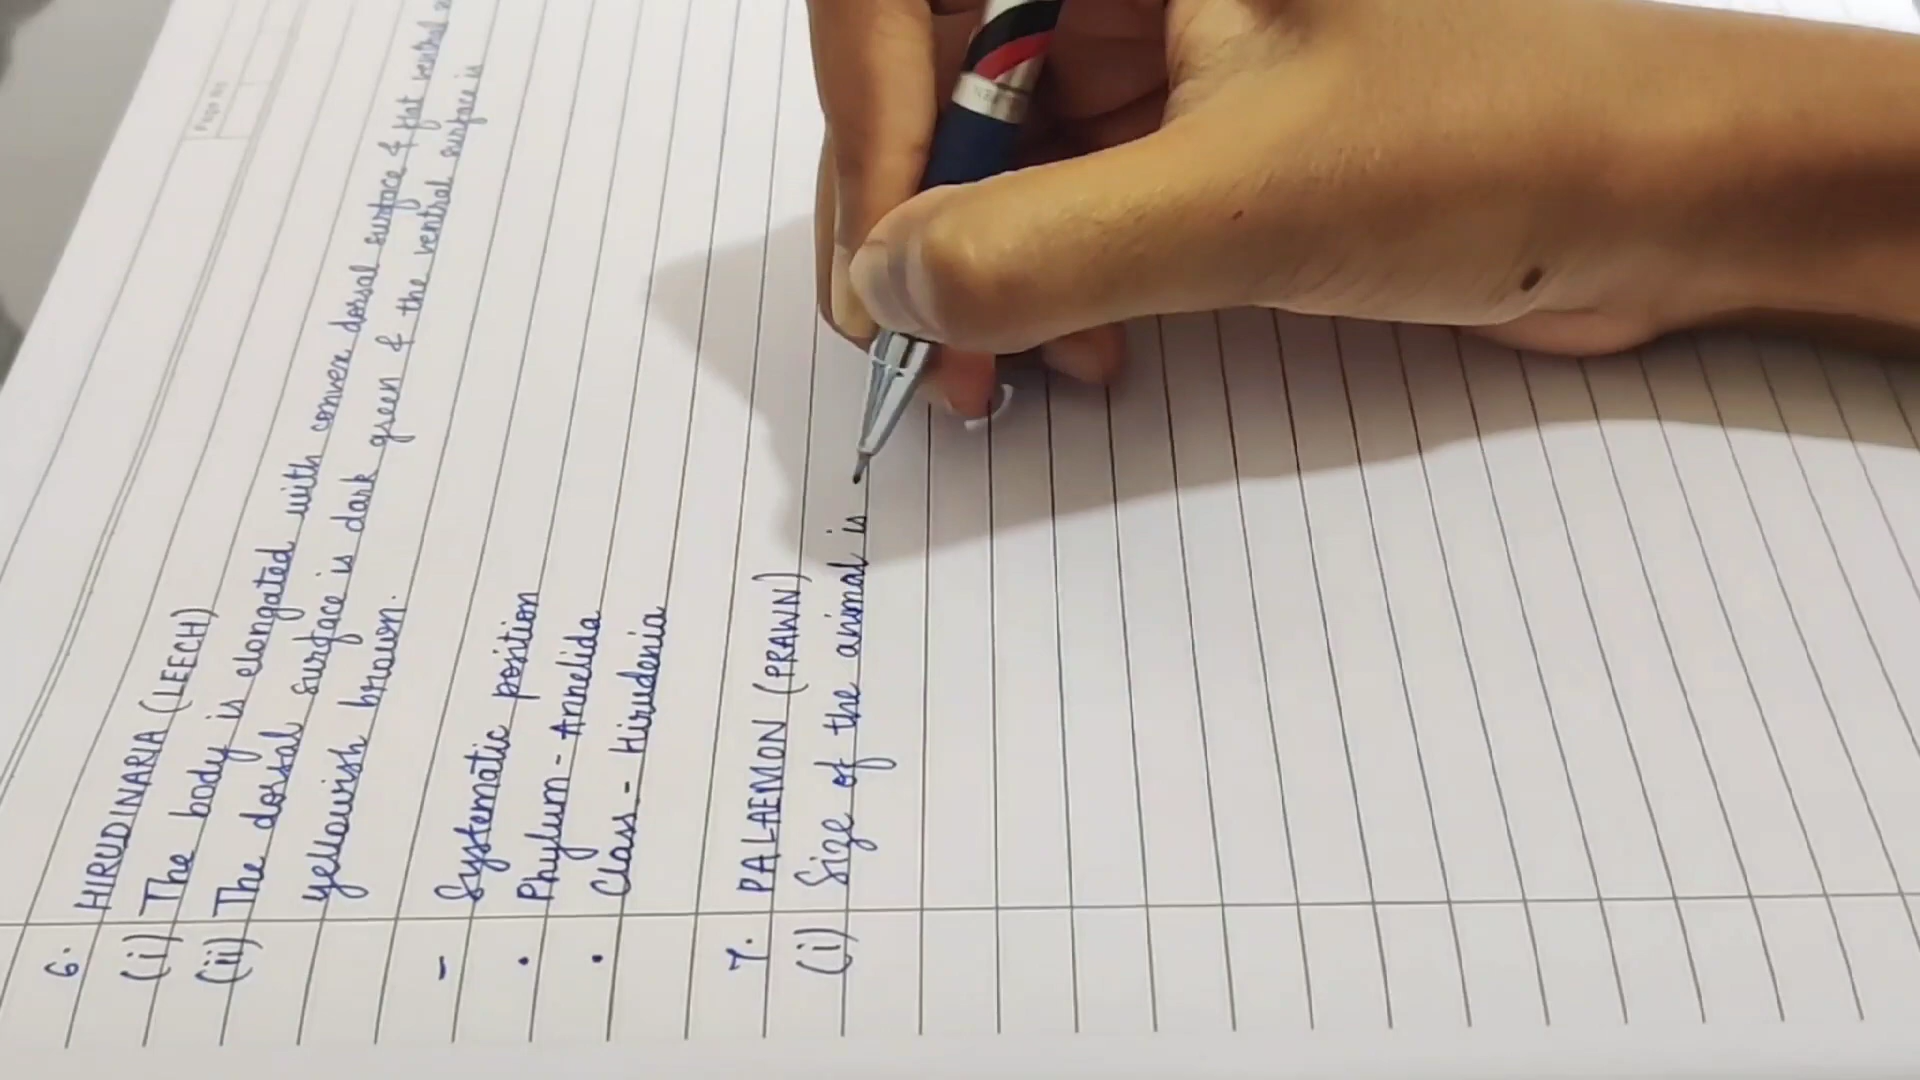 Page No
6. HIRUDINARIA (LEECH)
(i) The body is elongated with convex dorsal surface & flat ventral
(ii) The dorsal surface is dark green & the ventral surface is
yellowish brown.
- Systematic position
• Phylum - Annelida
• Class - Hirudenia
7. PALAEMON (PRAWN)
(i) Size of the animal is